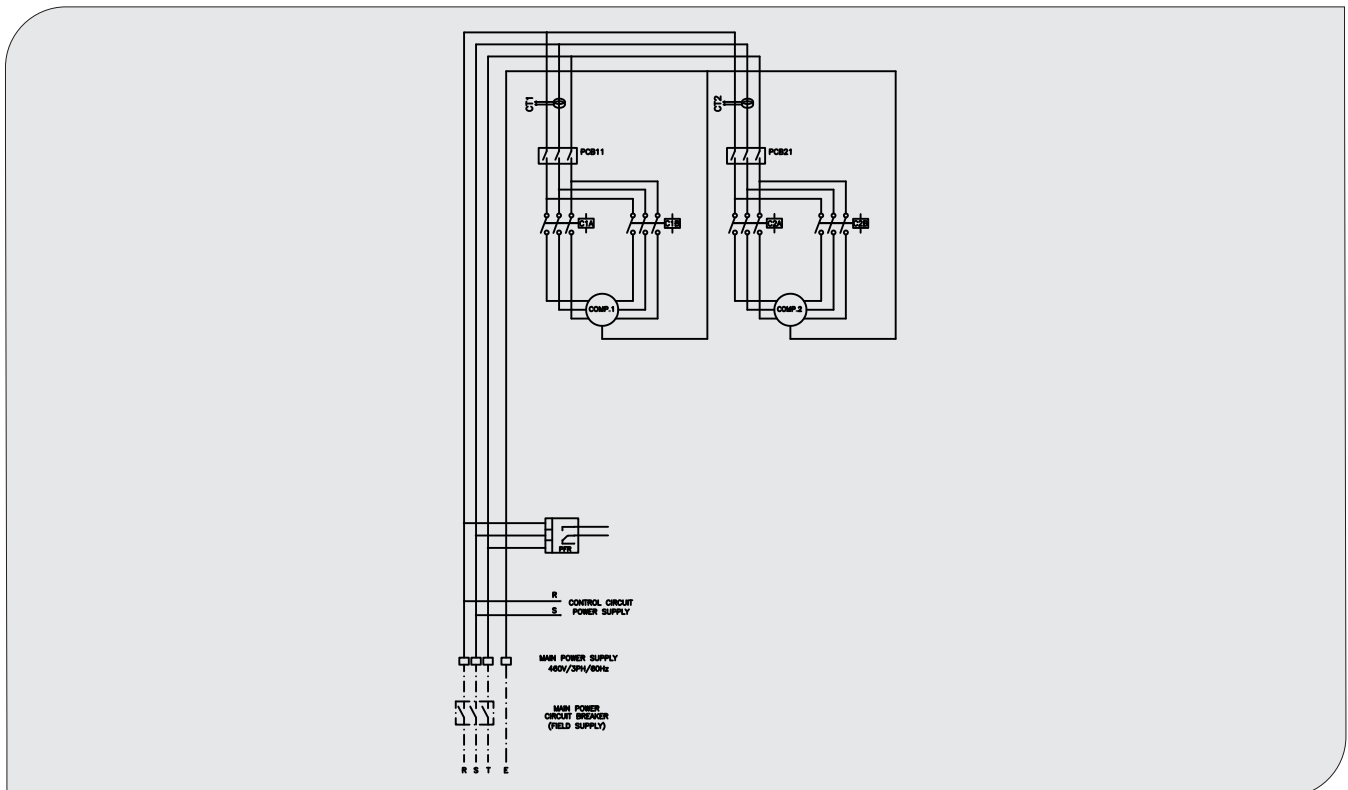 CT1
CT2
PCB11
PCB21
C1A
C1B
C2A
C2B
COMP.1
COMP.2
PFR
R
CONTROL CIRCUIT
S
POWER SUPPLY
MAIN POWER SUPPLY
460V/3PH/60Hz
MAIN POWER
CIRCUIT BREAKER
(FIELD SUPPLY)
R S T E